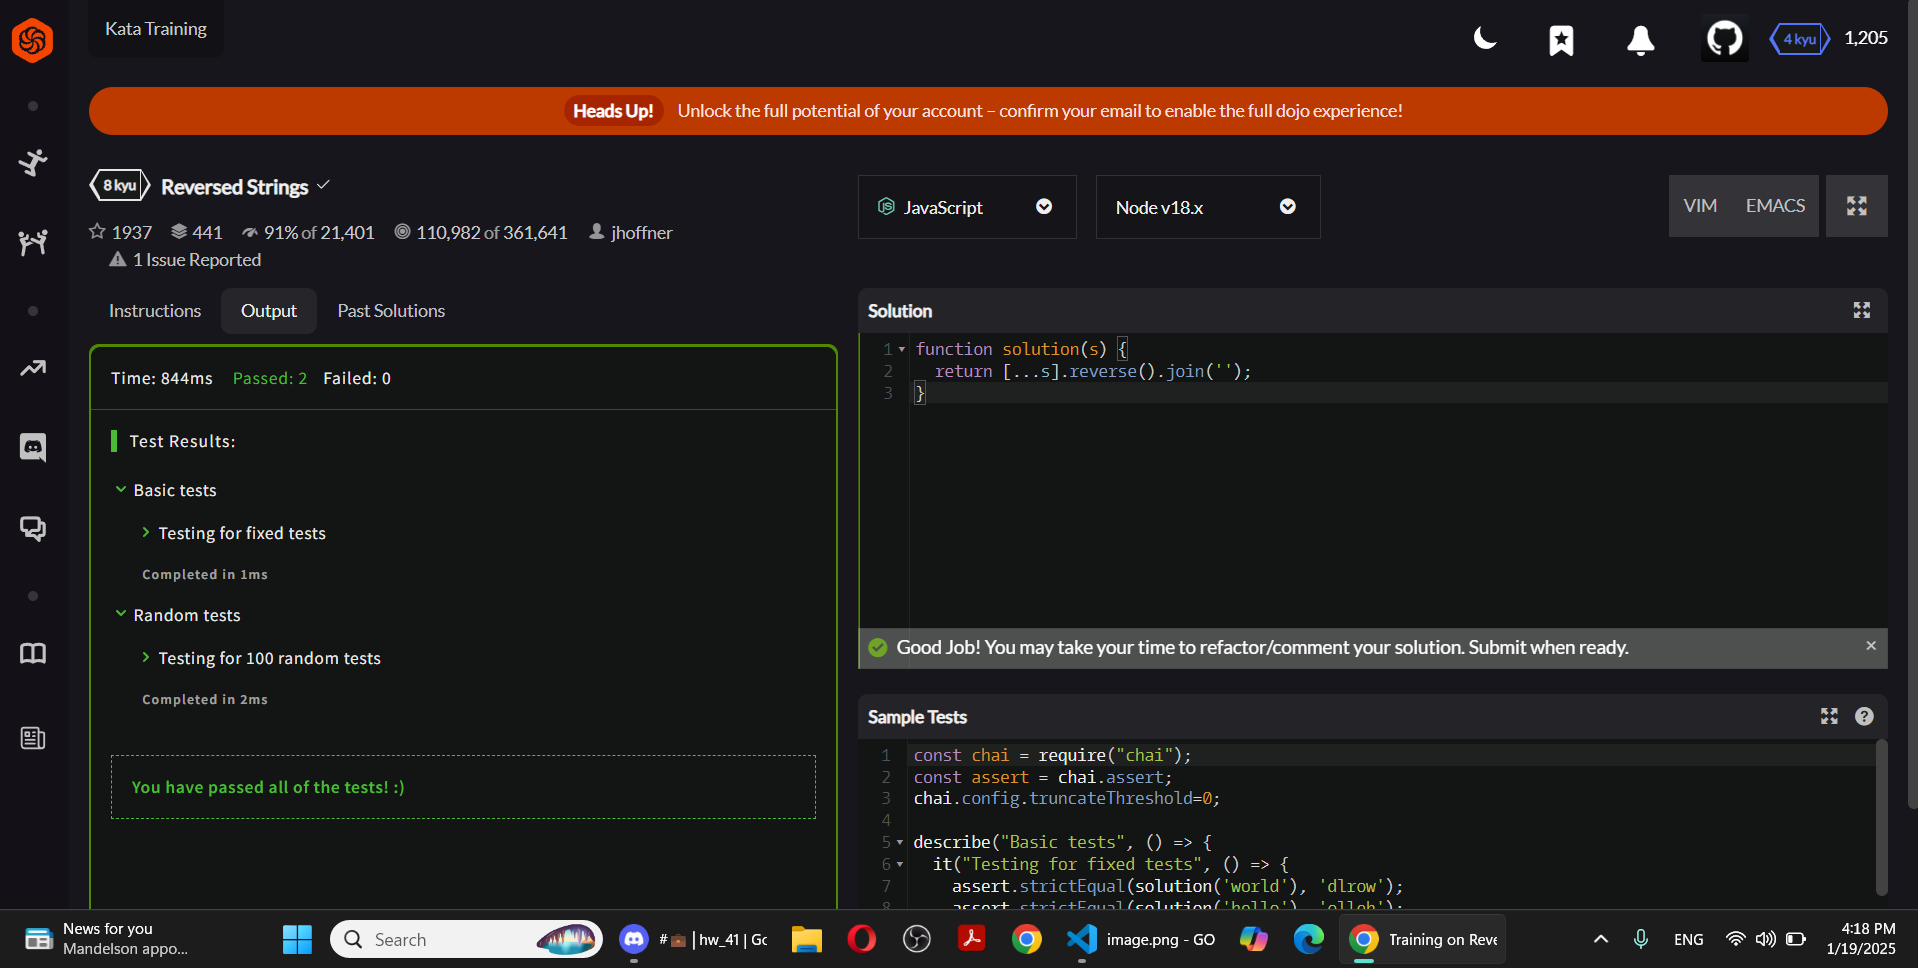 Kata Training
4 kyu
1,205
Heads Up! Unlock the full potential of your account – confirm your email to enable the full dojo experience!
8 kyu
Reversed Strings
1937 441 91% of 21,401 110,982 of 361,641 jhoffner
1 Issue Reported
Instructions
Output
Past Solutions
Time: 844ms Passed: 2 Failed: 0
Test Results:
Basic tests
Testing for fixed tests
Completed in 1ms
Random tests
Testing for 100 random tests
Completed in 2ms
You have passed all of the tests! :)
JavaScript
Node v18.x
VIM
EMACS
Solution
1 function solution(s) {
2 return [...s].reverse().join('');
3 }
Good Job! You may take your time to refactor/comment your solution. Submit when ready.
Sample Tests
1 const chai = require("chai");
2 const assert = chai.assert;
3 chai.config.truncateThreshold=0;
4
5 describe("Basic tests", () => {
6 it("Testing for fixed tests", () => {
7 assert.strictEqual(solution('world'), 'dlrow');
8 assert.strictEqual(solution('hello'), 'olleh');
News for you
Mandelson appo...
Search
# | hw_41 | Gc
image.png - GO
Training on Reve
ENG
4:18 PM
1/19/2025